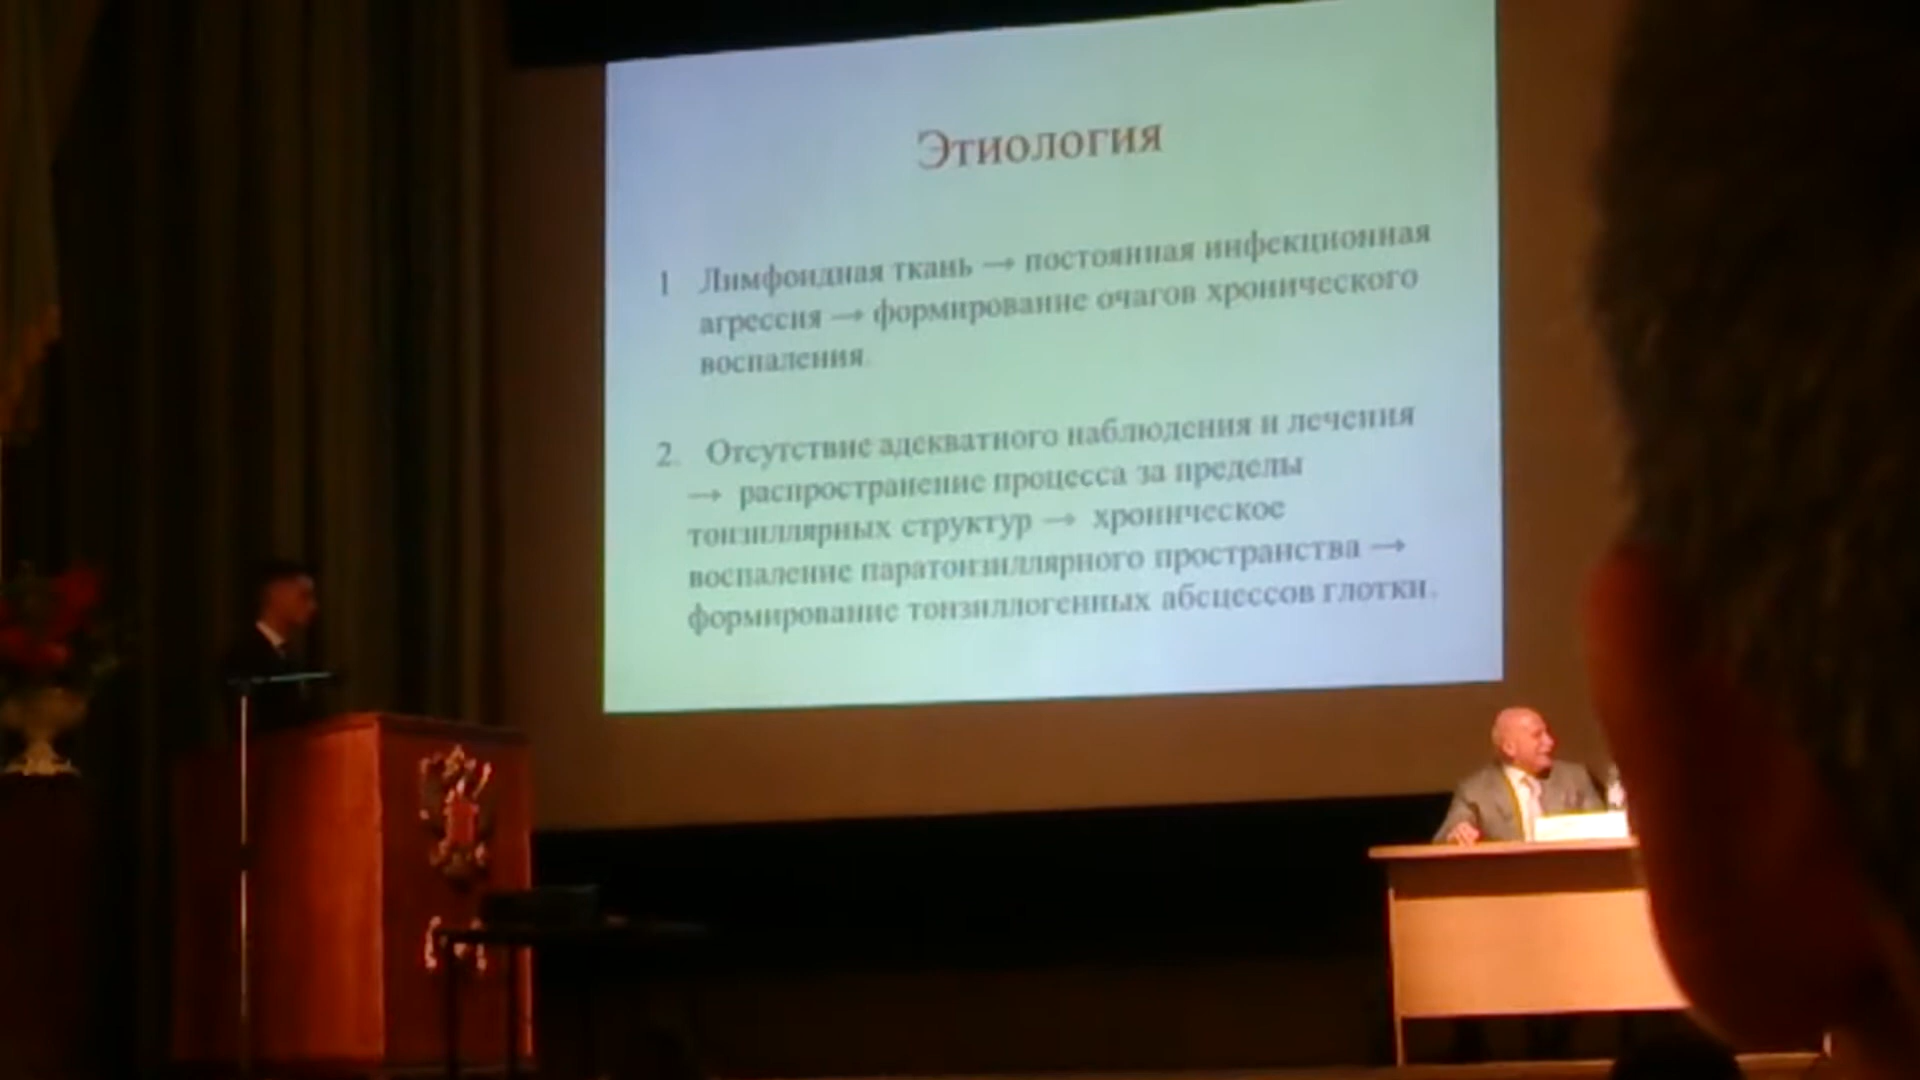 Этиология
1 Лимфоидная ткань → постоянная инфекционная
агрессия → формирование очагов хронического
воспаления.
2. Отсутствие адекватного наблюдения и лечения
→ распространение процесса за пределы
тонзиллярных структур → хроническое
воспаление паратонзиллярного пространства →
формирование тонзиллогенных абсцессов глотки.